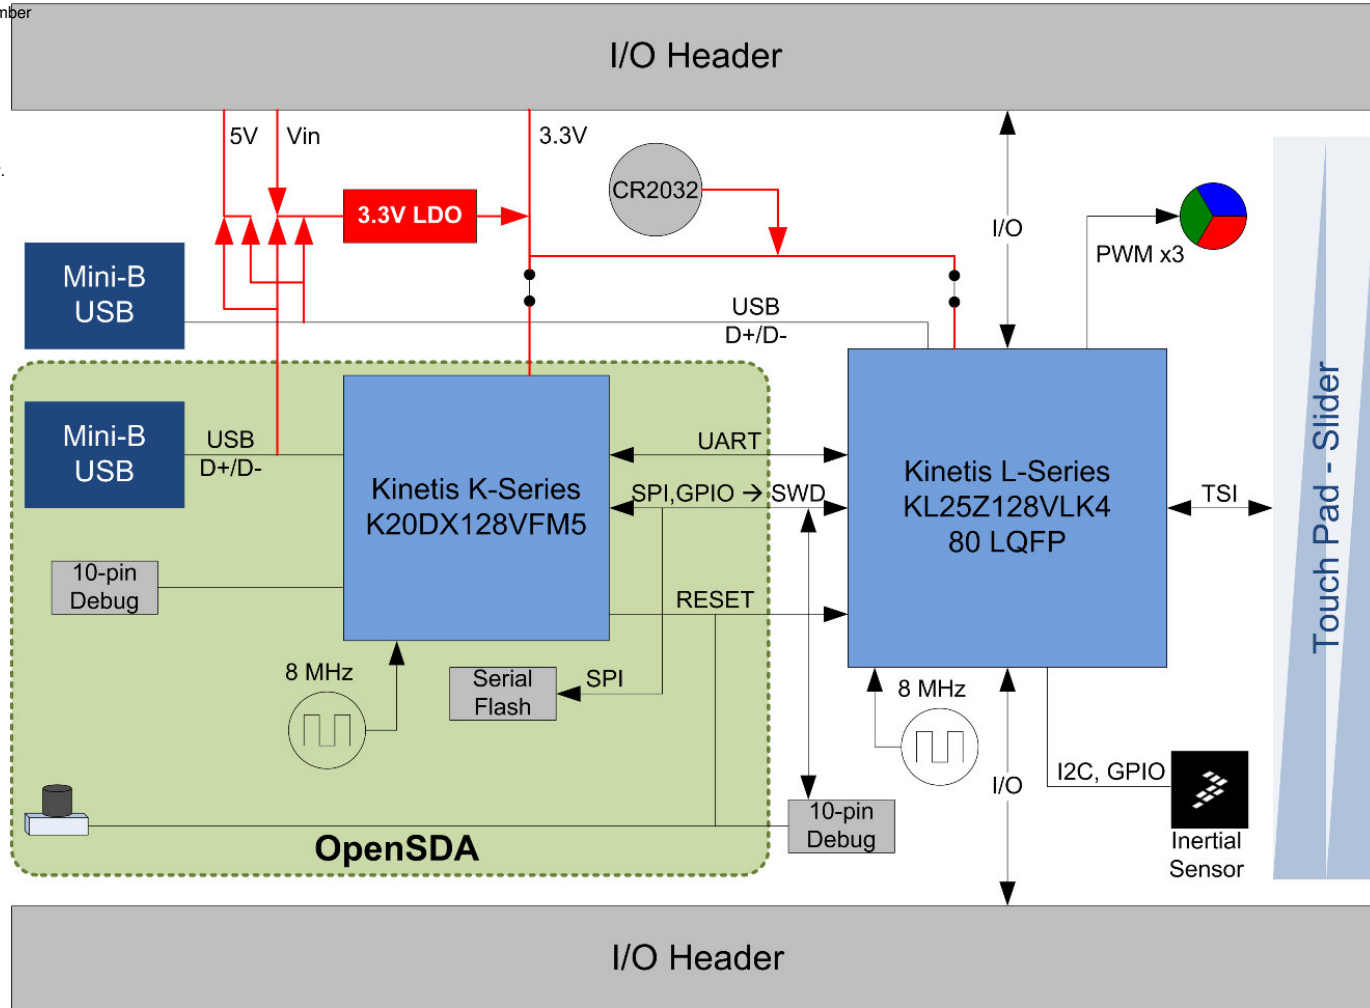 I/O Header
5V
Vin
3.3V
CR2032
3.3V LDO
I/O
PWM x3
Mini-B
USB
USB
D+/D-
Mini-B
USB
USB
D+/D-
Kinetis K-Series
K20DX128VFM5
UART
SPI,GPIO → SWD
RESET
Kinetis L-Series
KL25Z128VLK4
80 LQFP
TSI
Touch Pad - Slider
10-pin
Debug
8 MHz
Serial
Flash
SPI
8 MHz
I/O
I2C, GPIO
10-pin
Debug
Inertial
Sensor
OpenSDA
I/O Header